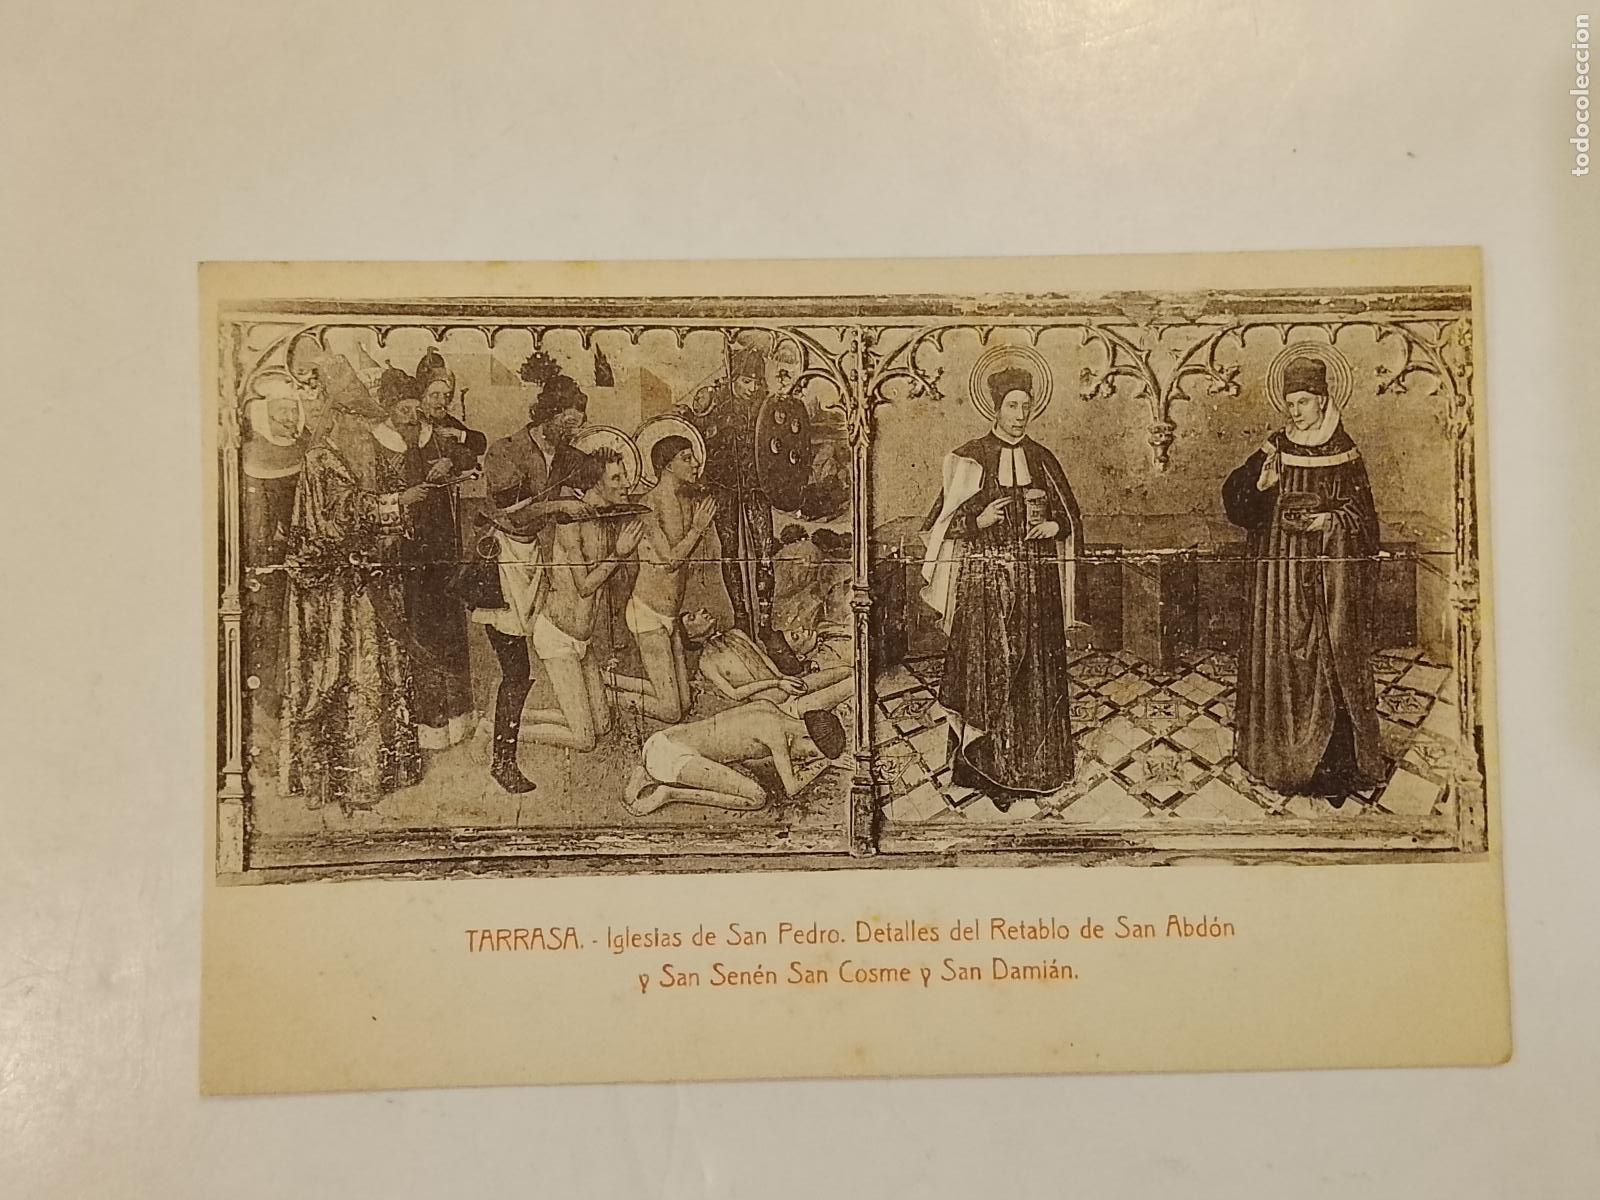 TARRASA. - Iglesias de San Pedro. Detalles del Retablo de San Abdón
y San Senén San Cosme y San Damián.
todocoleccion